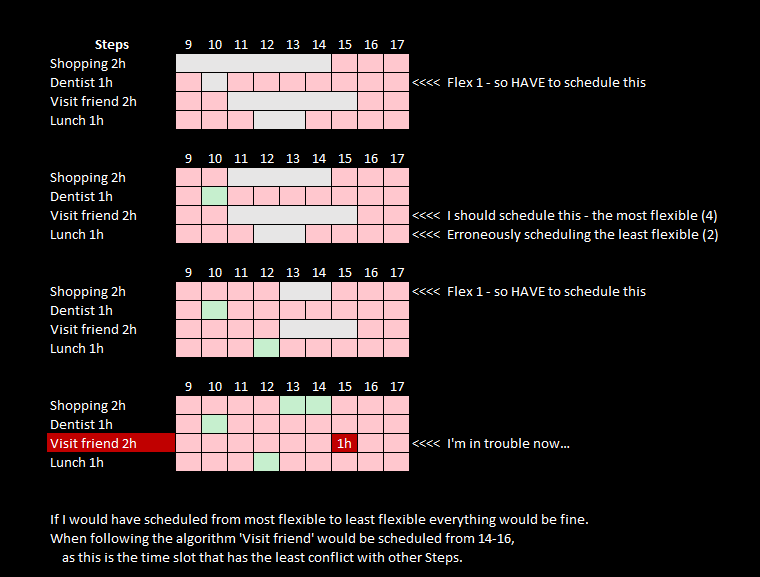 Steps 9 10 11 12 13 14 15 16 17
Shopping 2h
Dentist 1h <<<< Flex 1 - so HAVE to schedule this
Visit friend 2h
Lunch 1h
9 10 11 12 13 14 15 16 17
Shopping 2h
Dentist 1h
Visit friend 2h <<<< I should schedule this - the most flexible (4)
Lunch 1h <<<< Erroneously scheduling the least flexible (2)
9 10 11 12 13 14 15 16 17
Shopping 2h <<<< Flex 1 - so HAVE to schedule this
Dentist 1h
Visit friend 2h
Lunch 1h
9 10 11 12 13 14 15 16 17
Shopping 2h
Dentist 1h
Visit friend 2h 1h <<<< I'm in trouble now...
Lunch 1h
If I would have scheduled from most flexible to least flexible everything would be fine.
When following the algorithm 'Visit friend' would be scheduled from 14-16,
as this is the time slot that has the least conflict with other Steps.